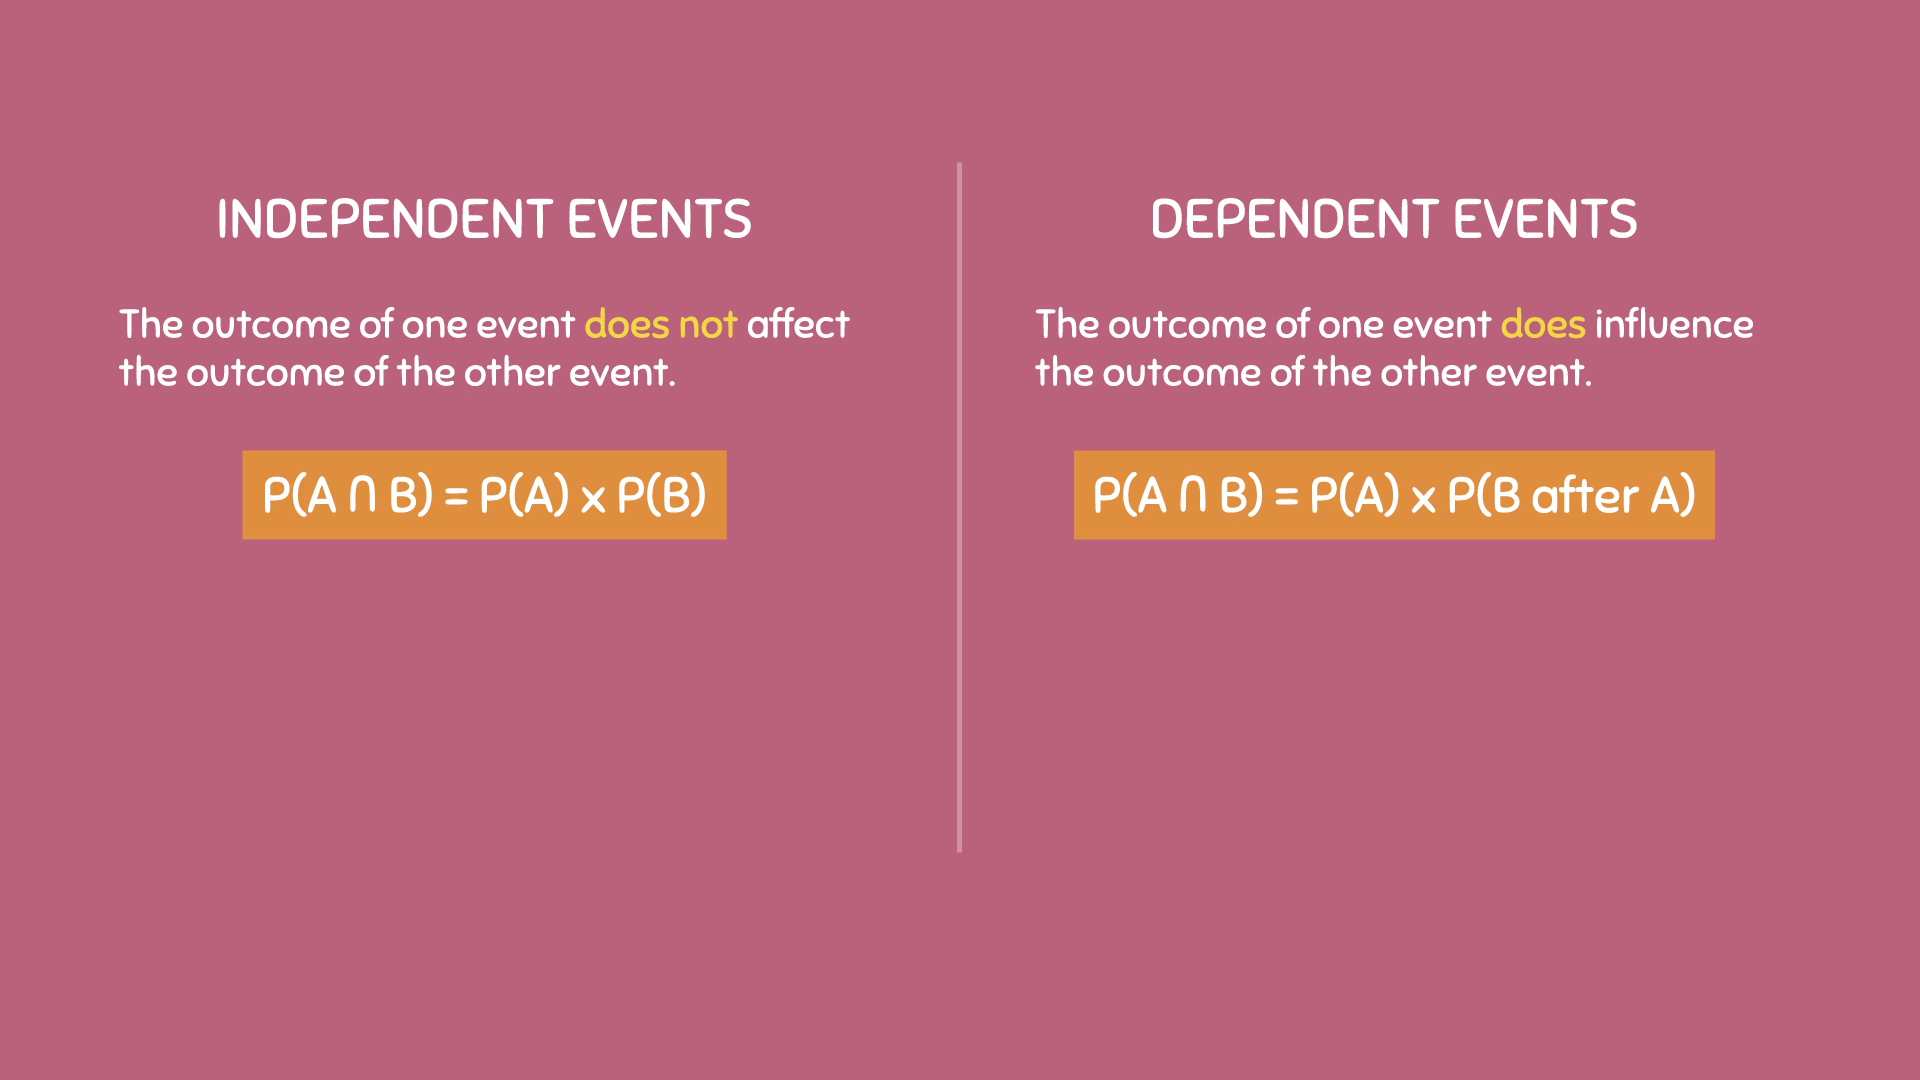 INDEPENDENT EVENTS
The outcome of one event does not affect
the outcome of the other event.
P(A ∩ B) = P(A) x P(B)
DEPENDENT EVENTS
The outcome of one event does influence
the outcome of the other event.
P(A ∩ B) = P(A) x P(B after A)